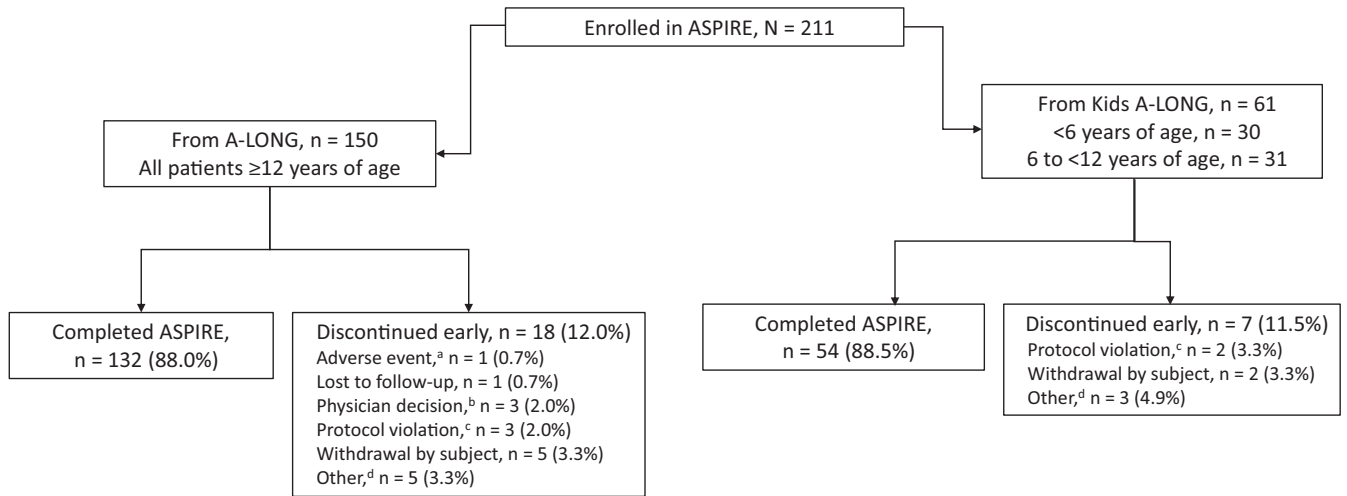 Enrolled in ASPIRE, N = 211
From A-LONG, n = 150
All patients ≥12 years of age
From Kids A-LONG, n = 61
<6 years of age, n = 30
6 to <12 years of age, n = 31
Completed ASPIRE,
n = 132 (88.0%)
Discontinued early, n = 18 (12.0%)
Adverse event,ᵃ n = 1 (0.7%)
Lost to follow-up, n = 1 (0.7%)
Physician decision,ᵇ n = 3 (2.0%)
Protocol violation,ᶜ n = 3 (2.0%)
Withdrawal by subject, n = 5 (3.3%)
Other,ᵈ n = 5 (3.3%)
Completed ASPIRE,
n = 54 (88.5%)
Discontinued early, n = 7 (11.5%)
Protocol violation,ᶜ n = 2 (3.3%)
Withdrawal by subject, n = 2 (3.3%)
Other,ᵈ n = 3 (4.9%)